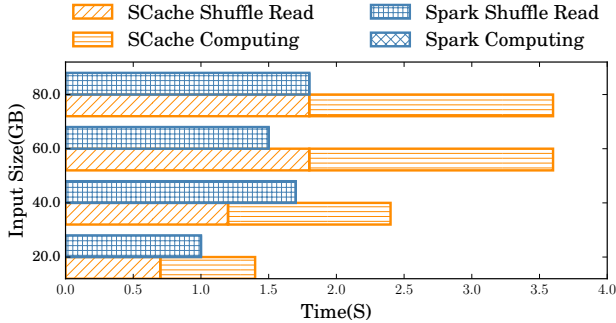 SCache Shuffle Read Spark Shuffle Read
SCache Computing Spark Computing
Input Size(GB)
80.0
60.0
40.0
20.0
0.0 0.5 1.0 1.5 2.0 2.5 3.0 3.5 4.0
Time(S)